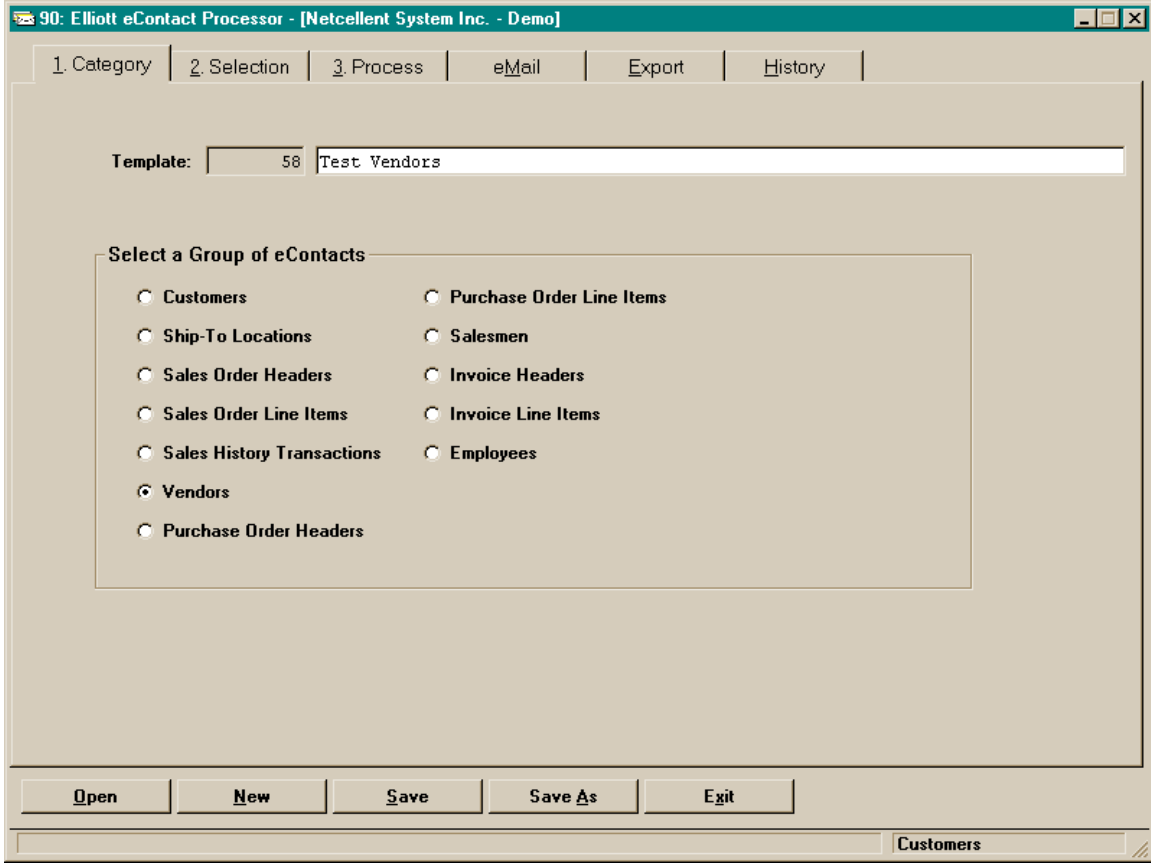 90: Elliott eContact Processor - [Netcellent System Inc. - Demo]
1. Category 2. Selection 3. Process eMail Export History
Template: 58 Test Vendors
Select a Group of eContacts
Customers Purchase Order Line Items
Ship-To Locations Salesmen
Sales Order Headers Invoice Headers
Sales Order Line Items Invoice Line Items
Sales History Transactions Employees
Vendors
Purchase Order Headers
Open New Save Save As Exit
Customers